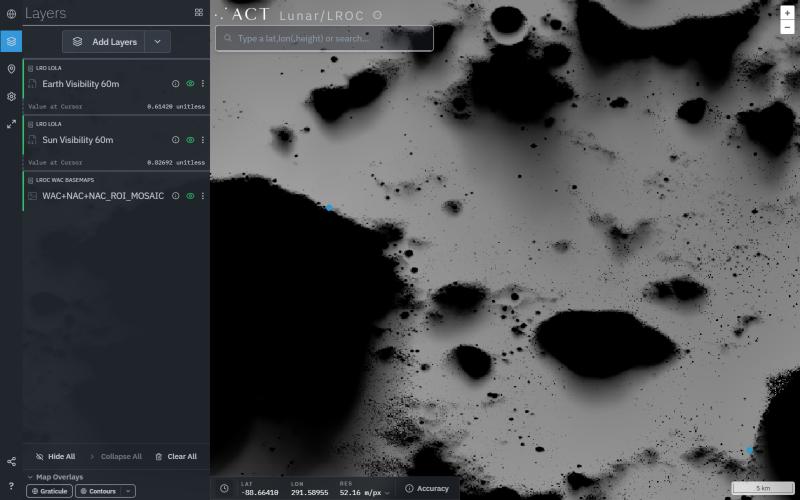 Layers
ACT Lunar/LROC
Type a lat,lon(,height) or search...
Add Layers
LRO LOLA
Earth Visibility 60m
Value at Cursor 0.61420 unitless
LRO LOLA
Sun Visibility 60m
Value at Cursor 0.82692 unitless
LROC WAC BASEMAPS
WAC+NAC+NAC_ROI_MOSAIC
Hide All Collapse All Clear All
Map Overlays
Graticule Contours
LAT LON RES
-88.66410 291.58955 52.16 m/px
Accuracy
5 km
+
−
?